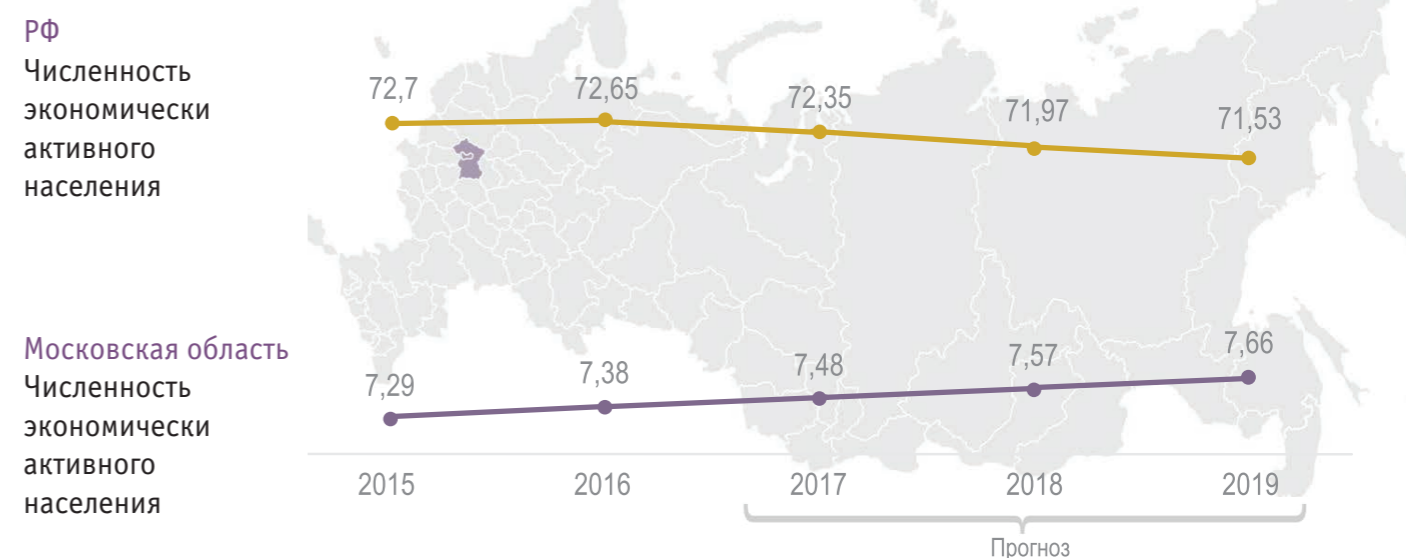 РФ
Численность
экономически
активного
населения
72,7
72,65
72,35
71,97
71,53
Московская область
Численность
экономически
активного
населения
7,29
7,38
7,48
7,57
7,66
2015
2016
2017
2018
2019
Прогноз